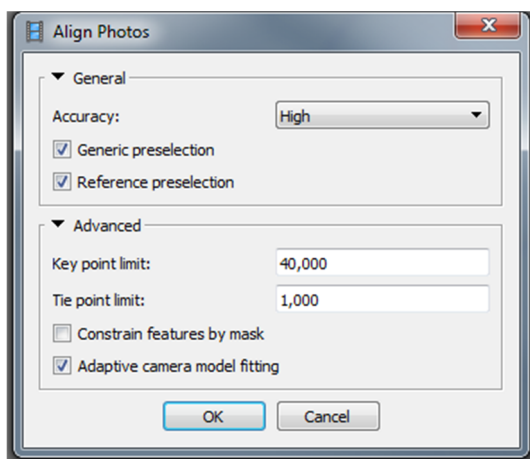 Align Photos
General
Accuracy: High
Generic preselection
Reference preselection
Advanced
Key point limit: 40,000
Tie point limit: 1,000
Constrain features by mask
Adaptive camera model fitting
OK Cancel